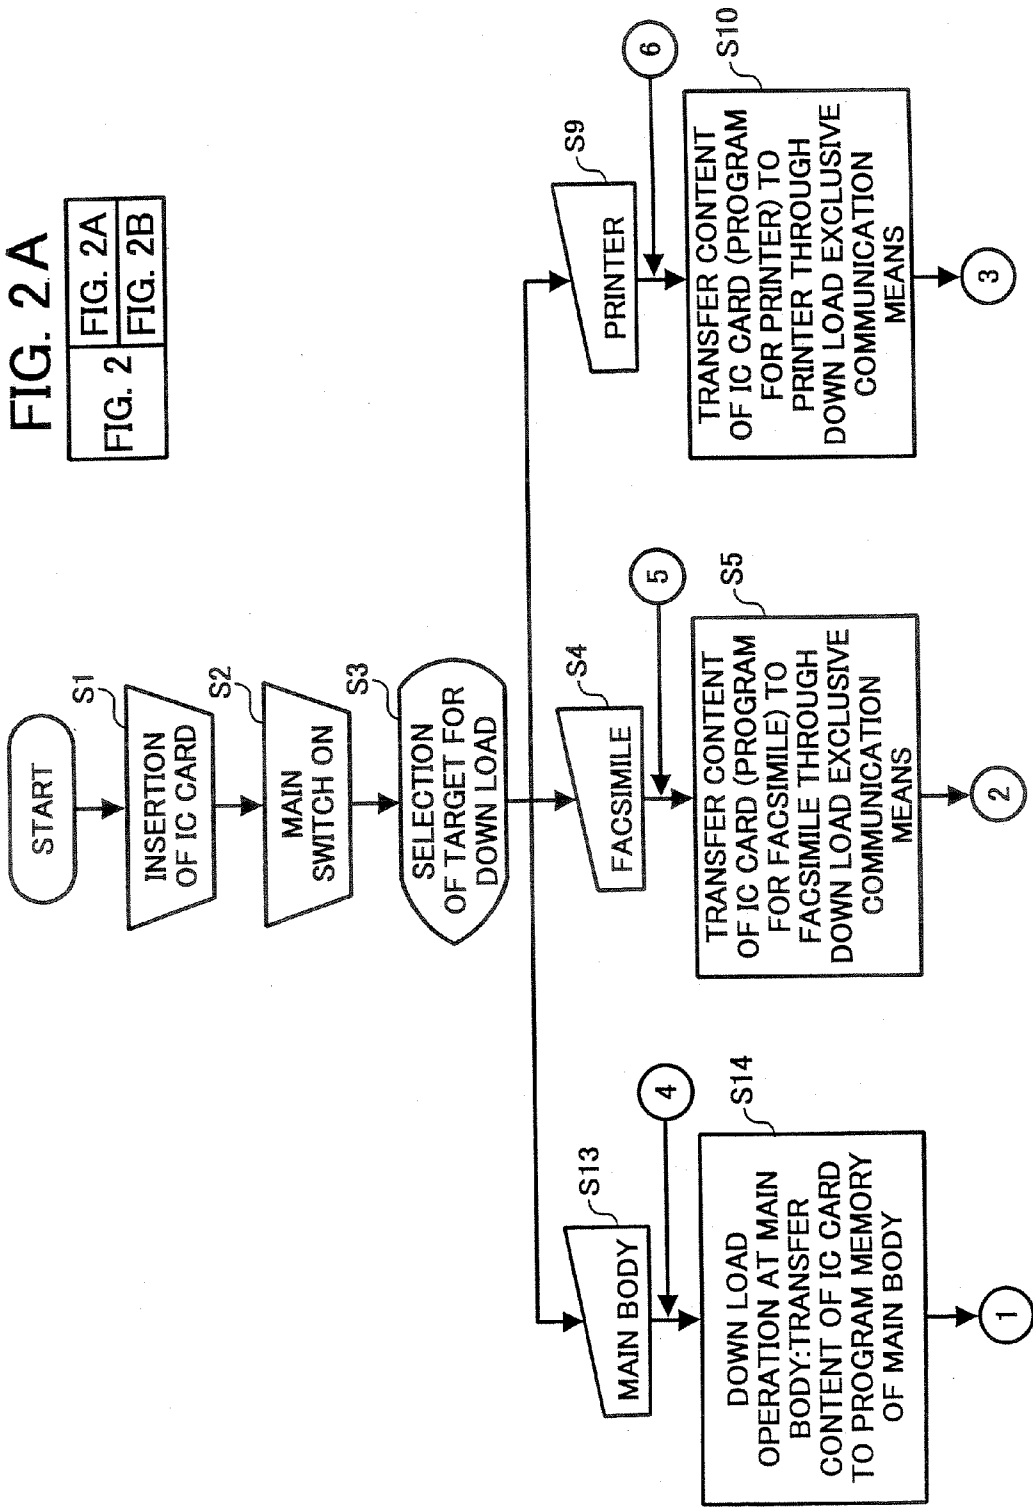 FIG. 2A
FIG. 2
FIG. 2A
FIG. 2B
START
S1
INSERTION
OF IC CARD
S2
MAIN
SWITCH ON
S3
SELECTION
OF TARGET FOR
DOWN LOAD
S13
MAIN BODY
4
S14
DOWN LOAD
OPERATION AT MAIN
BODY:TRANSFER
CONTENT OF IC CARD
TO PROGRAM MEMORY
OF MAIN BODY
1
S4
FACSIMILE
5
S5
TRANSFER CONTENT
OF IC CARD (PROGRAM
FOR FACSIMILE) TO
FACSIMILE THROUGH
DOWN LOAD EXCLUSIVE
COMMUNICATION
MEANS
2
S9
PRINTER
6
S10
TRANSFER CONTENT
OF IC CARD (PROGRAM
FOR PRINTER) TO
PRINTER THROUGH
DOWN LOAD EXCLUSIVE
COMMUNICATION
MEANS
3